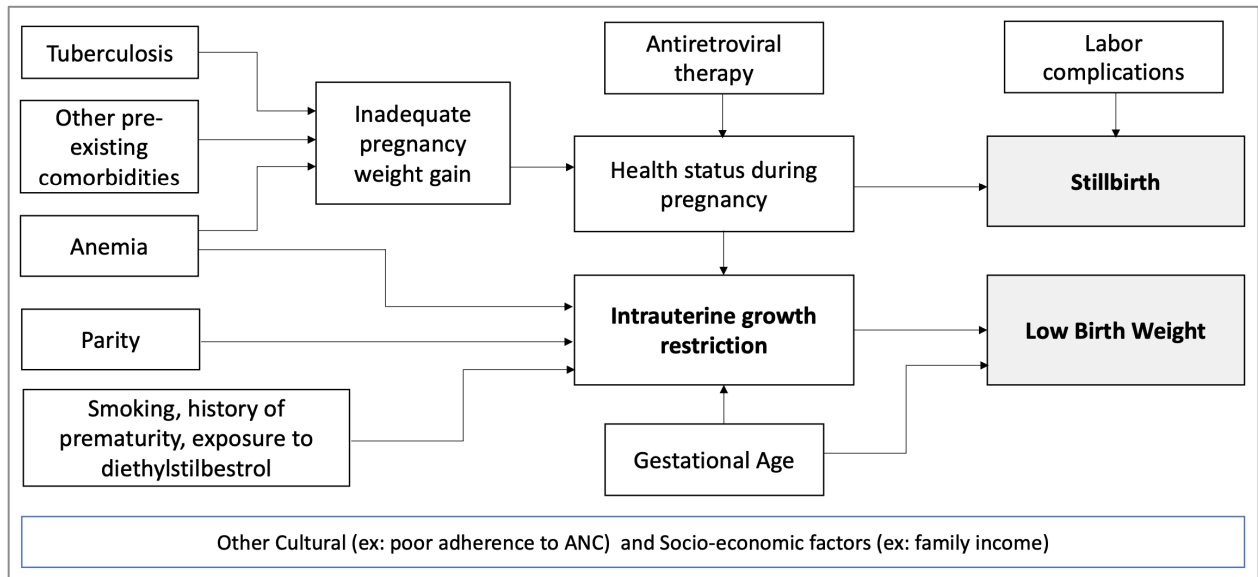 Tuberculosis
Other pre-
existing
comorbidities
Anemia
Parity
Smoking, history of
prematurity, exposure to
diethylstilbestrol
Inadequate
pregnancy
weight gain
Antiretroviral
therapy
Health status during
pregnancy
Intrauterine growth
restriction
Gestational Age
Labor
complications
Stillbirth
Low Birth Weight
Other Cultural (ex: poor adherence to ANC) and Socio-economic factors (ex: family income)